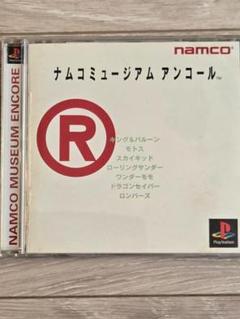 namco®
ナムコミュージアム アンコール™
NAMCO MUSEUM ENCORE
R
キング&バルーン
モトス
スカイキッド
ローリングサンダー
ワンダーモモ
ドラゴンセイバー
ロンパーズ
PlayStation